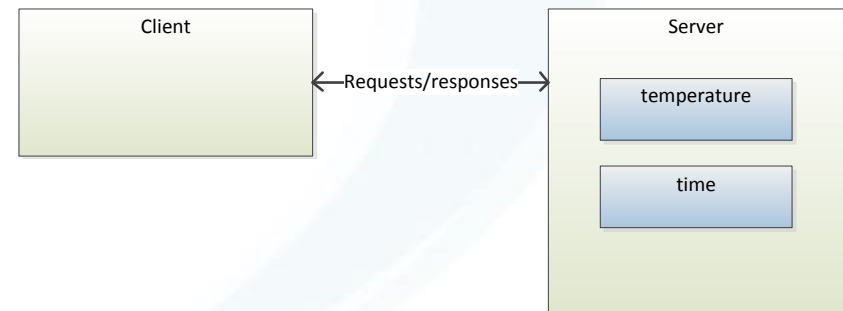 Client
Server
Requests/responses
temperature
time